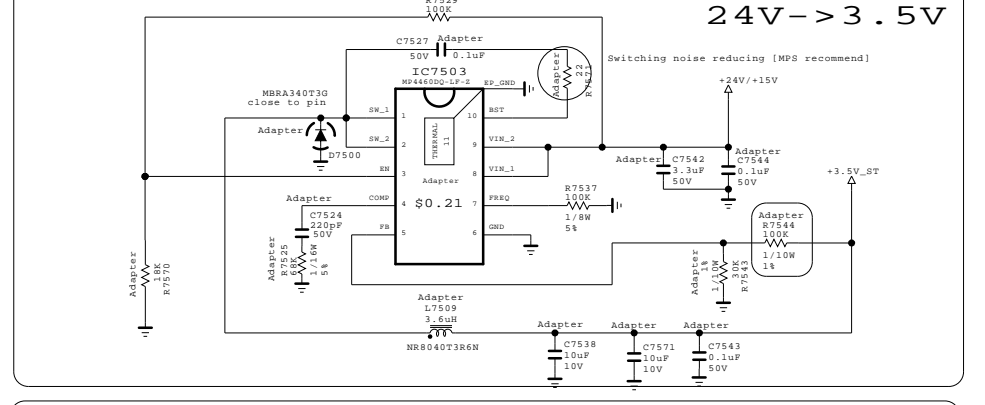 R7529
100K
24V->3.5V
C7527
Adapter
50V
0.1uF
Adapter
22
R7571
Switching noise reducing [MPS recommend]
IC7503
MP4460DQ-LF-Z
EP_GND
+24V/+15V
MBRA340T3G
close to pin
Adapter
D7500
SW_1
1
10
BST
SW_2
2
9
VIN_2
THERMAL
11
EN
3
8
VIN_1
Adapter
COMP
4
$0.21
7
FREQ
FB
5
6
GND
Adapter
C7542
3.3uF
50V
Adapter
C7544
0.1uF
50V
+3.5V_ST
R7537
100K
1/8W
5%
Adapter
C7524
220pF
50V
Adapter
R7525
68K
1/16W
5%
Adapter
R7544
100K
1/10W
1%
Adapter
1%
1/10W
30K
R7543
Adapter
18K
R7570
Adapter
L7509
3.6uH
NR8040T3R6N
Adapter
C7538
10uF
10V
Adapter
C7571
10uF
10V
Adapter
C7543
0.1uF
50V